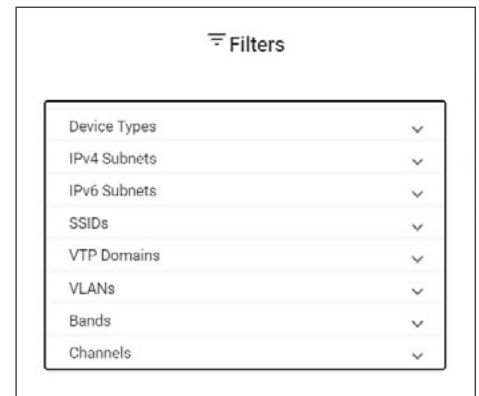 Filters
Device Types
IPv4 Subnets
IPv6 Subnets
SSIDs
VTP Domains
VLANs
Bands
Channels